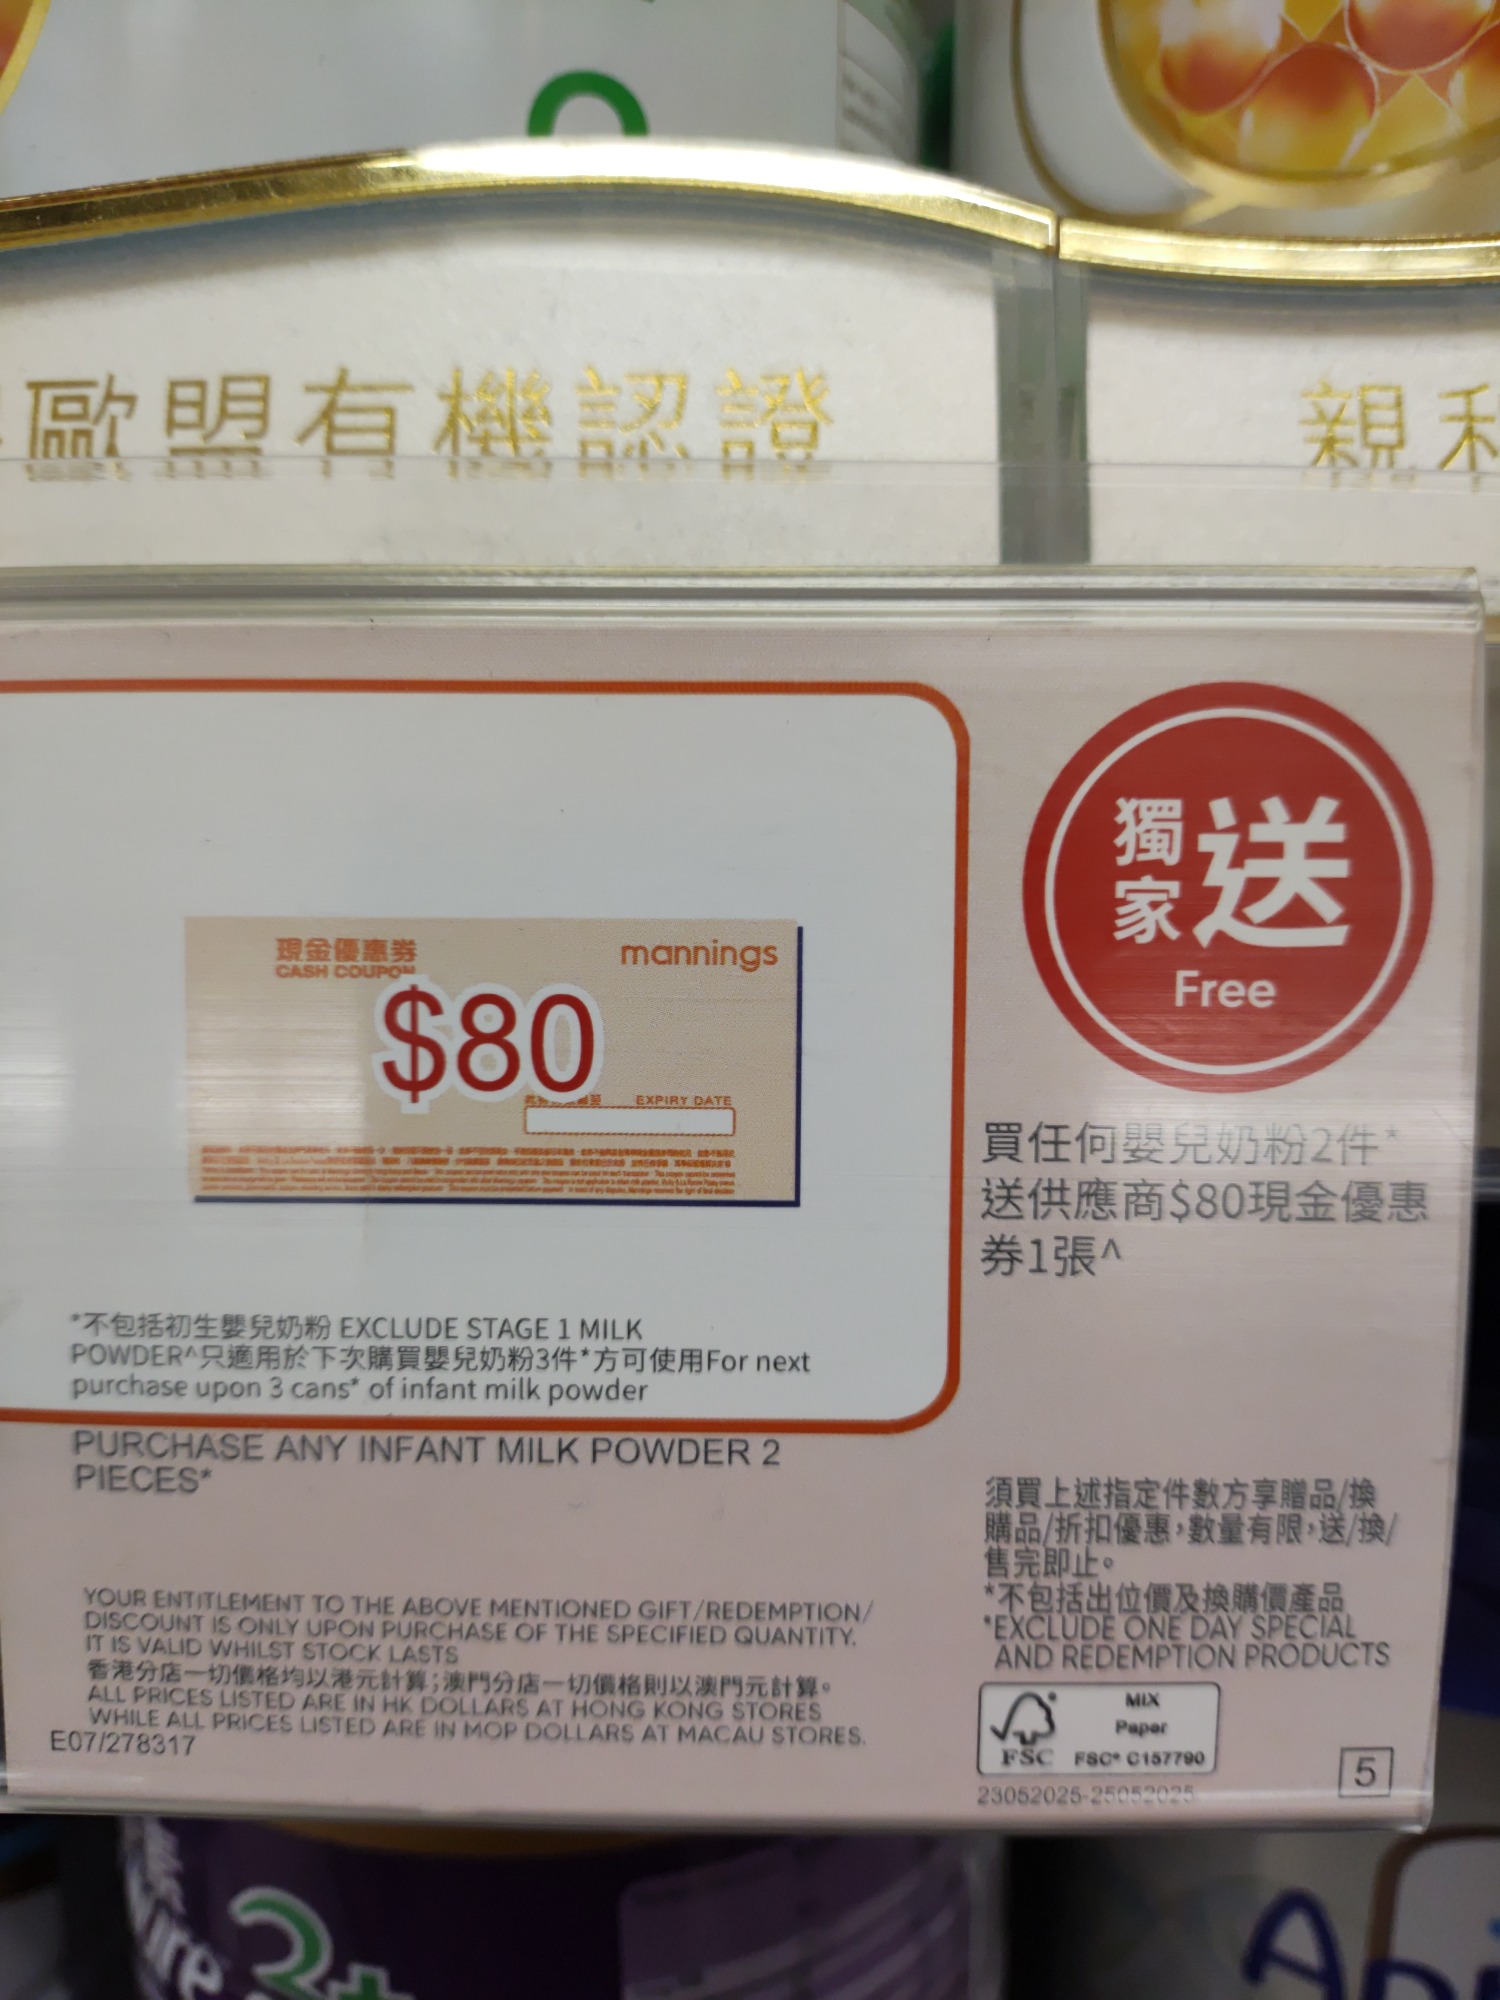 歐盟有機認證
親利
獨家送
Free
現金優惠券
CASH COUPON
mannings
$80
EXPIRY DATE
買任何嬰兒奶粉2件*
送供應商$80現金優惠
券1張^
*不包括初生嬰兒奶粉 EXCLUDE STAGE 1 MILK
POWDER^只適用於下次購買嬰兒奶粉3件*方可使用For next
purchase upon 3 cans* of infant milk powder
PURCHASE ANY INFANT MILK POWDER 2
PIECES*
須買上述指定件數方享贈品/換
購品/折扣優惠，數量有限，送/換/
售完即止。
*不包括出位價及換購價產品
*EXCLUDE ONE DAY SPECIAL
AND REDEMPTION PRODUCTS
YOUR ENTITLEMENT TO THE ABOVE MENTIONED GIFT/REDEMPTION/
DISCOUNT IS ONLY UPON PURCHASE OF THE SPECIFIED QUANTITY.
IT IS VALID WHILST STOCK LASTS
香港分店一切價格均以港元計算；澳門分店一切價格則以澳門元計算。
ALL PRICES LISTED ARE IN HK DOLLARS AT HONG KONG STORES
WHILE ALL PRICES LISTED ARE IN MOP DOLLARS AT MACAU STORES.
E07/278317
MIX
Paper
FSC FSC® C157790
23052025-25052025
5